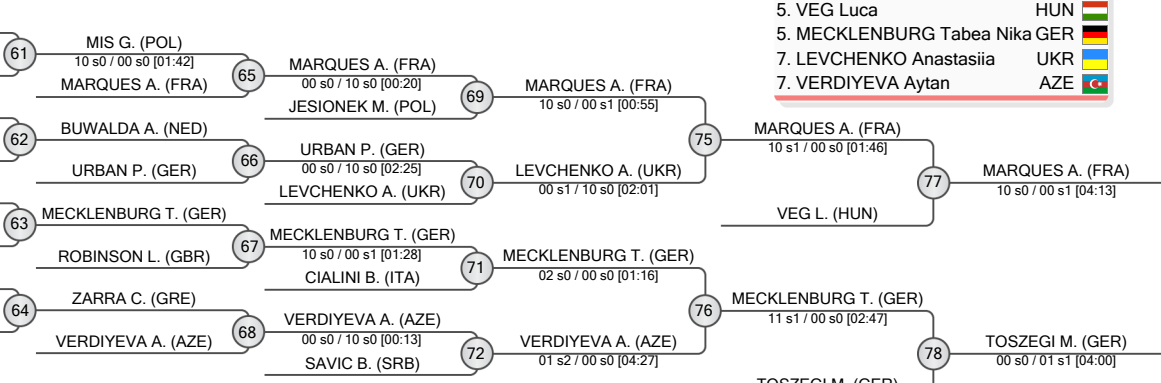 5. VEG Luca HUN
5. MECKLENBURG Tabea Nika GER
7. LEVCHENKO Anastasiia UKR
7. VERDIYEVA Aytan AZE
61
MIS G. (POL)
10 s0 / 00 s0 [01:42]
MARQUES A. (FRA)
62
BUWALDA A. (NED)
URBAN P. (GER)
63
MECKLENBURG T. (GER)
ROBINSON L. (GBR)
64
ZARRA C. (GRE)
VERDIYEVA A. (AZE)
65
MARQUES A. (FRA)
00 s0 / 10 s0 [00:20]
JESIONEK M. (POL)
66
URBAN P. (GER)
00 s0 / 10 s0 [02:25]
LEVCHENKO A. (UKR)
67
MECKLENBURG T. (GER)
10 s0 / 00 s1 [01:28]
CIALINI B. (ITA)
68
VERDIYEVA A. (AZE)
00 s0 / 10 s0 [00:13]
SAVIC B. (SRB)
69
MARQUES A. (FRA)
10 s0 / 00 s1 [00:55]
70
LEVCHENKO A. (UKR)
00 s1 / 10 s0 [02:01]
71
MECKLENBURG T. (GER)
02 s0 / 00 s0 [01:16]
72
VERDIYEVA A. (AZE)
01 s2 / 00 s0 [04:27]
75
MARQUES A. (FRA)
10 s1 / 00 s0 [01:46]
VEG L. (HUN)
76
MECKLENBURG T. (GER)
11 s1 / 00 s0 [02:47]
TOSZEGI M. (GER)
77
MARQUES A. (FRA)
10 s0 / 00 s1 [04:13]
78
TOSZEGI M. (GER)
00 s0 / 01 s1 [04:00]